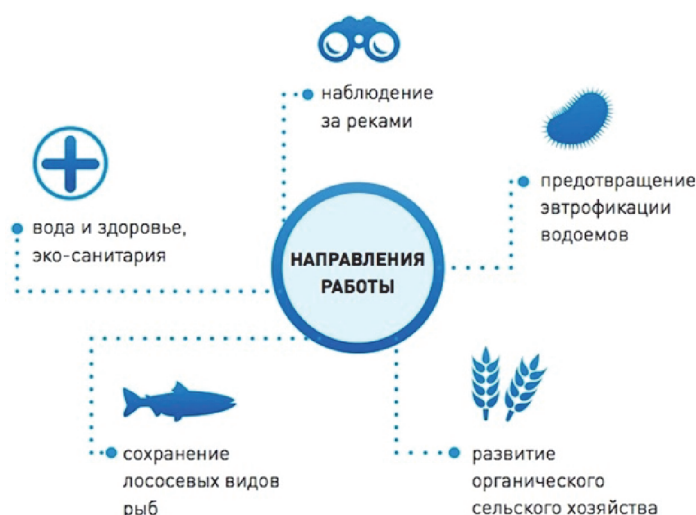 наблюдение
за реками
предотвращение
эвтрофикации
водоемов
вода и здоровье,
эко-санитария
НАПРАВЛЕНИЯ
РАБОТЫ
сохранение
лососевых видов
рыб
развитие
органического
сельского хозяйства